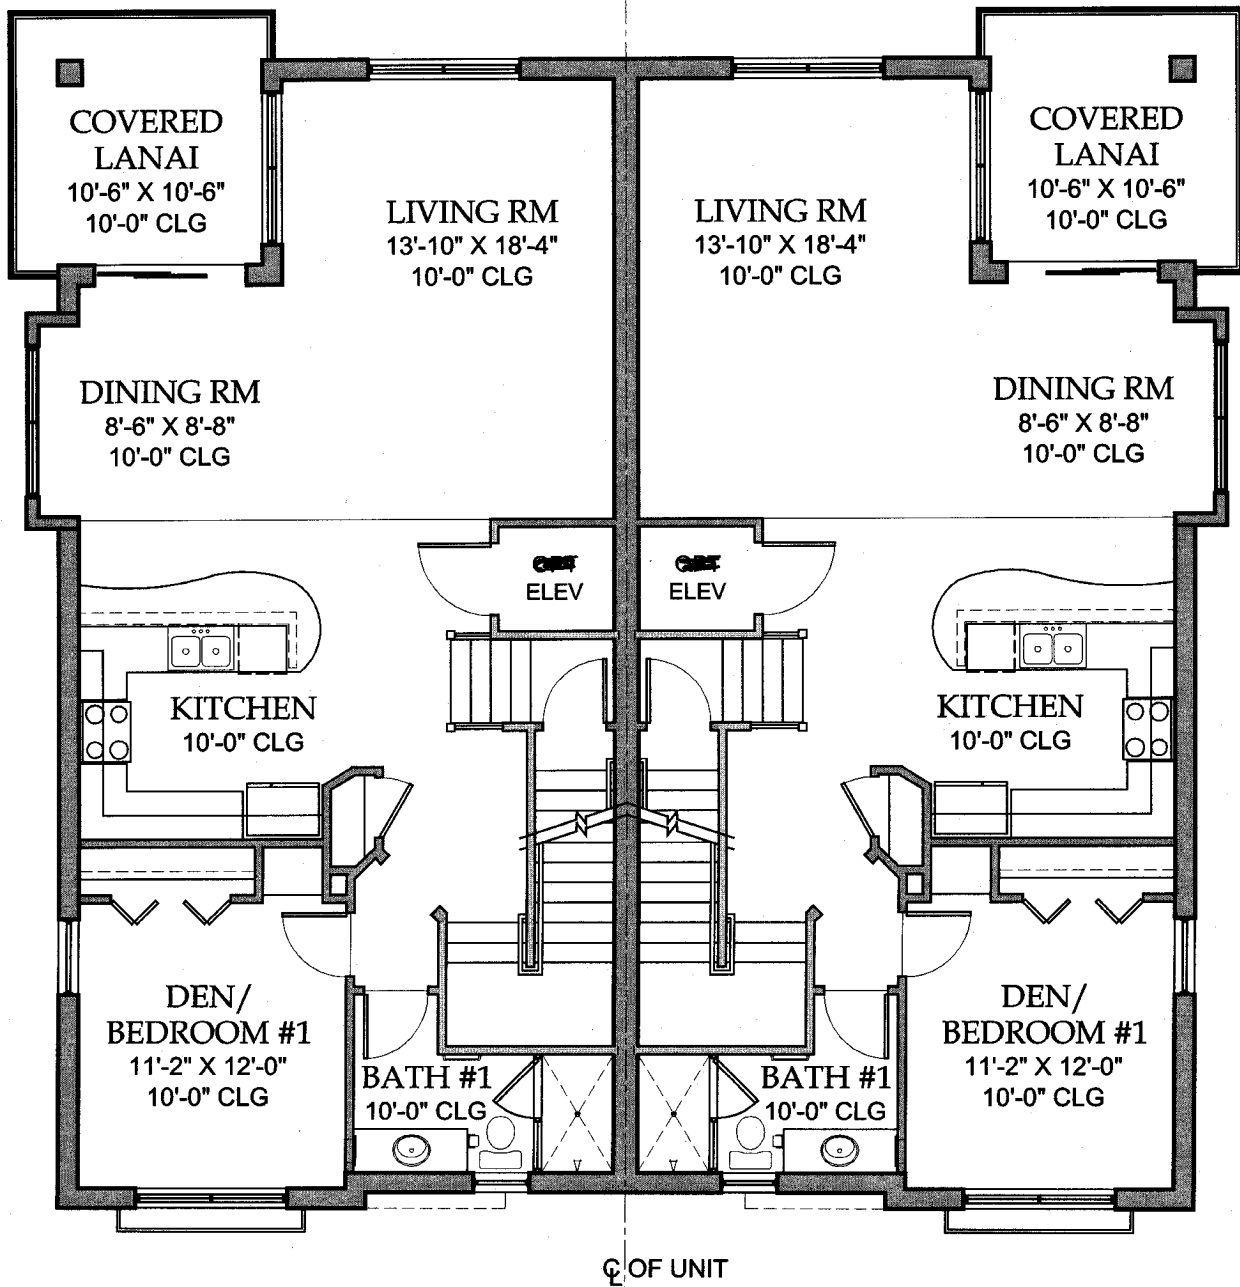 COVERED
LANAI
10'-6" X 10'-6"
10'-0" CLG
LIVING RM
13'-10" X 18'-4"
10'-0" CLG
LIVING RM
13'-10" X 18'-4"
10'-0" CLG
COVERED
LANAI
10'-6" X 10'-6"
10'-0" CLG
DINING RM
8'-6" X 8'-8"
10'-0" CLG
DINING RM
8'-6" X 8'-8"
10'-0" CLG
ELEV
ELEV
KITCHEN
10'-0" CLG
KITCHEN
10'-0" CLG
DEN/
BEDROOM #1
11'-2" X 12'-0"
10'-0" CLG
BATH #1
10'-0" CLG
BATH #1
10'-0" CLG
DEN/
BEDROOM #1
11'-2" X 12'-0"
10'-0" CLG
℄ OF UNIT